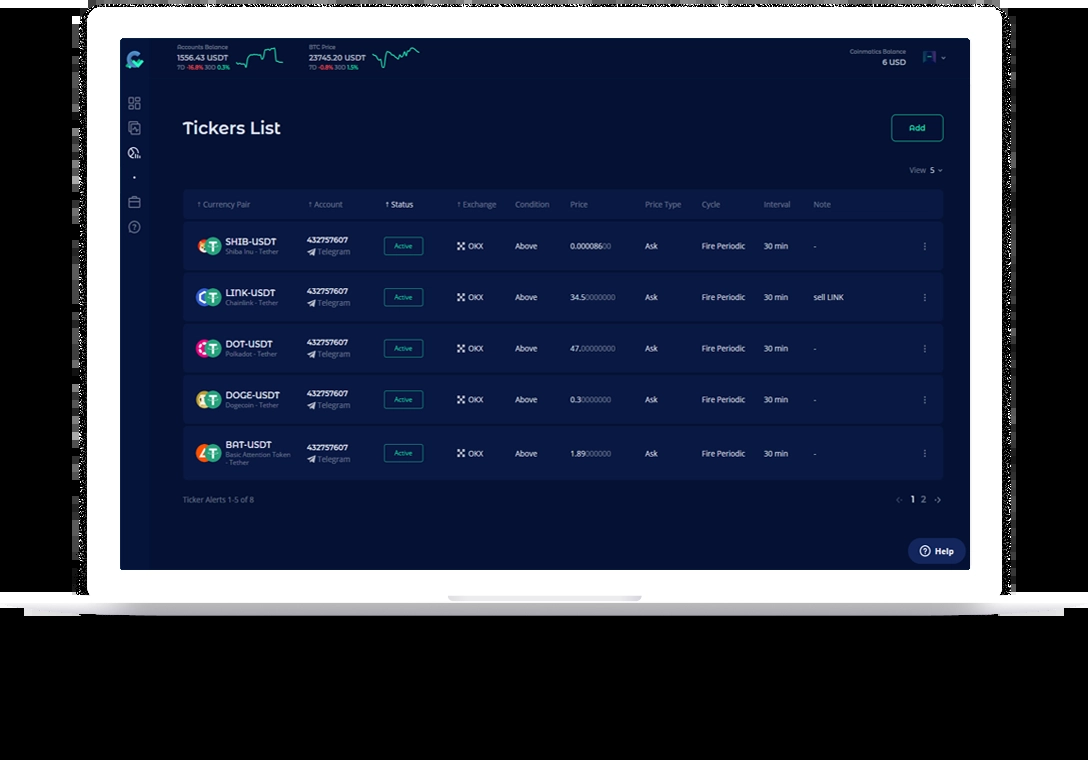 Accounts Balance
1556.43 USDT
7D -16.8% 30D 0.3%
BTC Price
23745.20 USDT
7D -0.8% 30D 1.5%
Coinmatics Balance
6 USD
Tickers List
Add
View 5
↑ Currency Pair ↑ Account ↑ Status ↑ Exchange Condition Price Price Type Cycle Interval Note
SHIB-USDT
Shiba Inu - Tether
432757607
Telegram
Active OKX Above 0.00008600 Ask Fire Periodic 30 min -
LINK-USDT
Chainlink - Tether
432757607
Telegram
Active OKX Above 34.50000000 Ask Fire Periodic 30 min sell LINK
DOT-USDT
Polkadot - Tether
432757607
Telegram
Active OKX Above 47.00000000 Ask Fire Periodic 30 min -
DOGE-USDT
Dogecoin - Tether
432757607
Telegram
Active OKX Above 0.30000000 Ask Fire Periodic 30 min -
BAT-USDT
Basic Attention Token
- Tether
432757607
Telegram
Active OKX Above 1.89000000 Ask Fire Periodic 30 min -
Ticker Alerts 1-5 of 8
← 1 2 →
Help